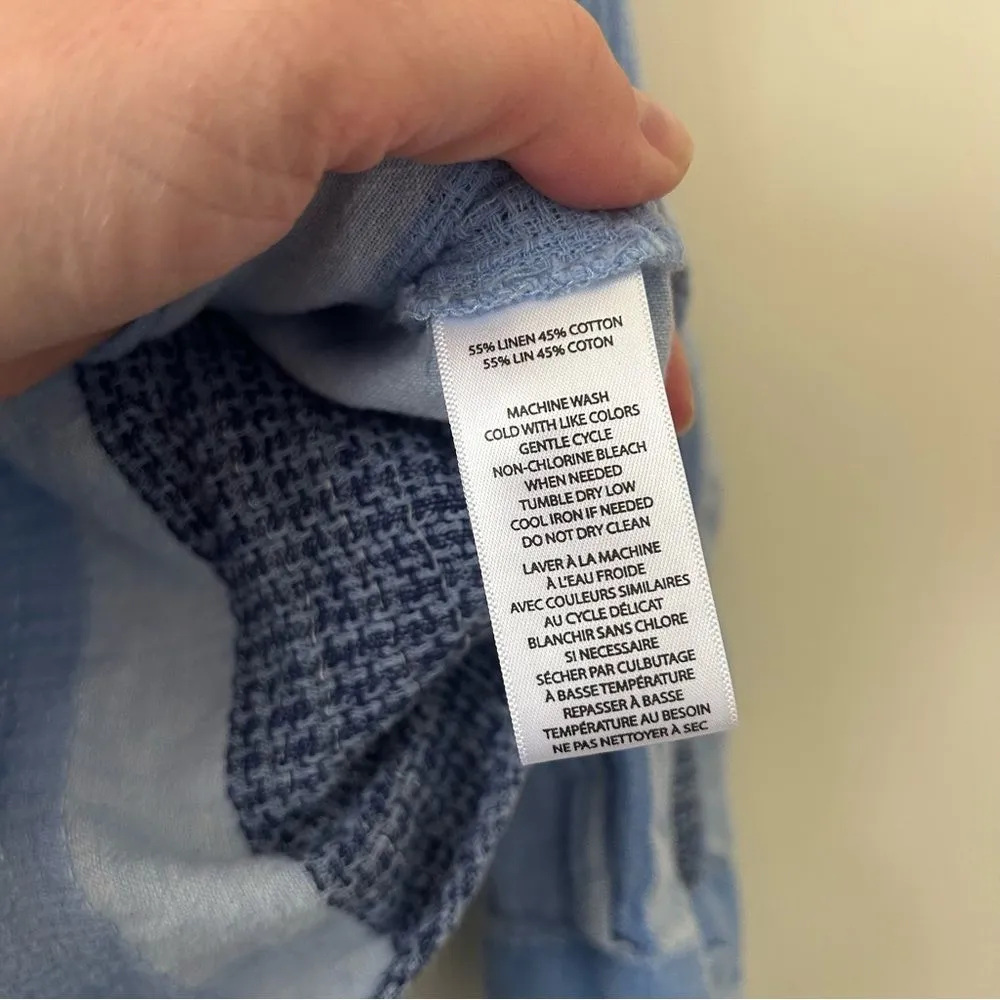 55% LINEN 45% COTTON
55% LIN 45% COTON
MACHINE WASH
COLD WITH LIKE COLORS
GENTLE CYCLE
NON-CHLORINE BLEACH
WHEN NEEDED
TUMBLE DRY LOW
COOL IRON IF NEEDED
DO NOT DRY CLEAN
LAVER À LA MACHINE
À L'EAU FROIDE
AVEC COULEURS SIMILAIRES
AU CYCLE DÉLICAT
BLANCHIR SANS CHLORE
SI NECESSAIRE
SÉCHER PAR CULBUTAGE
À BASSE TEMPÉRATURE
REPASSER À BASSE
TEMPÉRATURE AU BESOIN
NE PAS NETTOYER À SEC